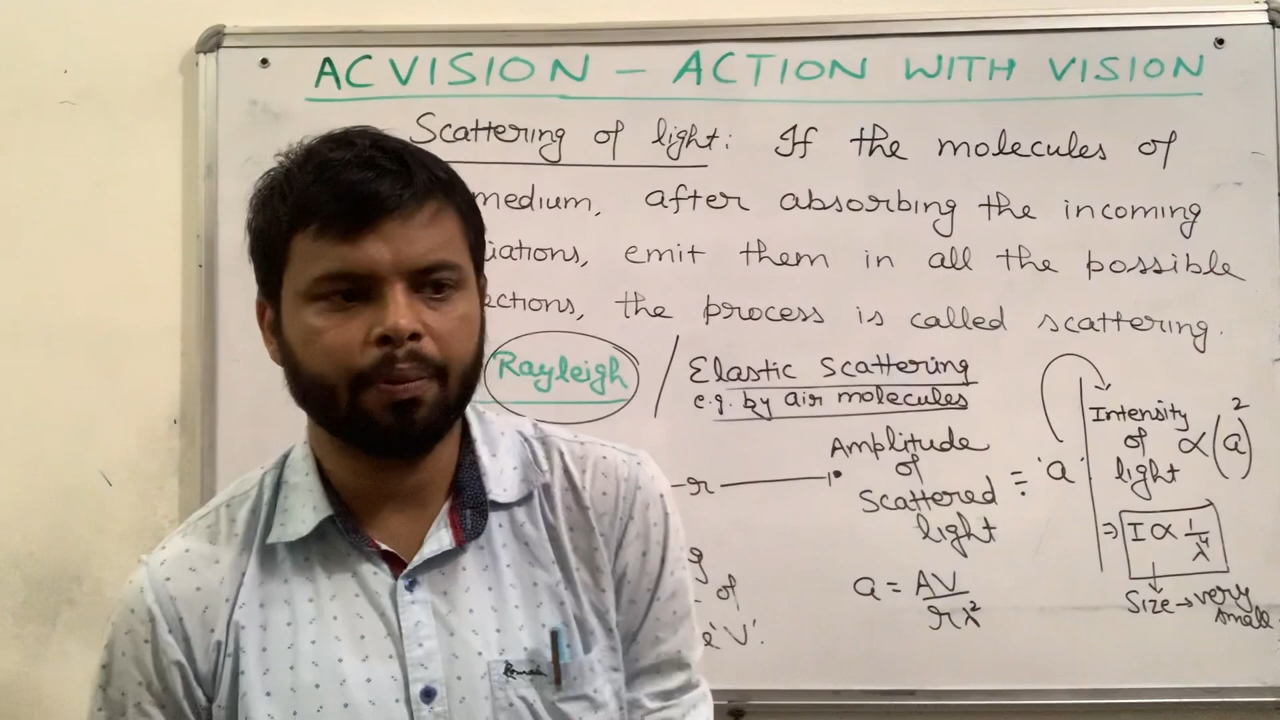 ACVISION - ACTION WITH VISION
Scattering of light: If the molecules of
medium, after absorbing the incoming
iations, emit them in all the possible
ections, the process is called scattering.
Rayleigh / Elastic Scattering
e.g. by air molecules
r
Amplitude
of
Scattered
light
= 'a'
Intensity
of
light
∝ (a)²
⇒ I ∝ 1/λ⁴
Size → very
small.
g
of
e 'V'.
a = AV/rλ²